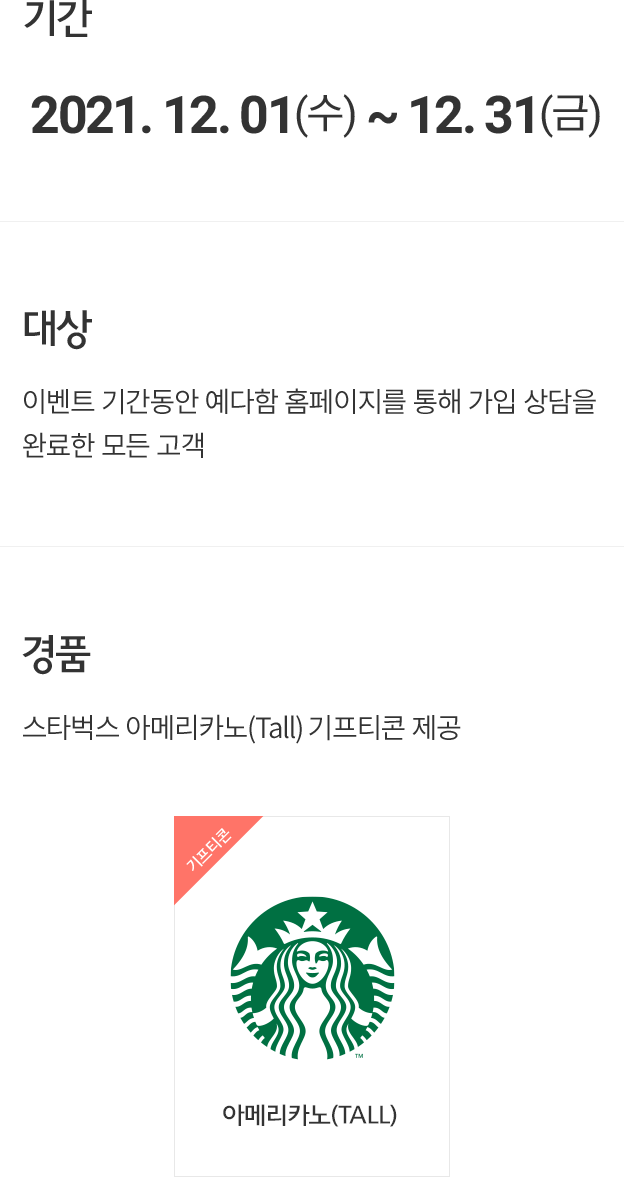 기간
2021. 12. 01(수) ~ 12. 31(금)
대상
이벤트 기간동안 예다함 홈페이지를 통해 가입 상담을
완료한 모든 고객
경품
스타벅스 아메리카노(Tall) 기프티콘 제공
기프티콘
TM
아메리카노(TALL)